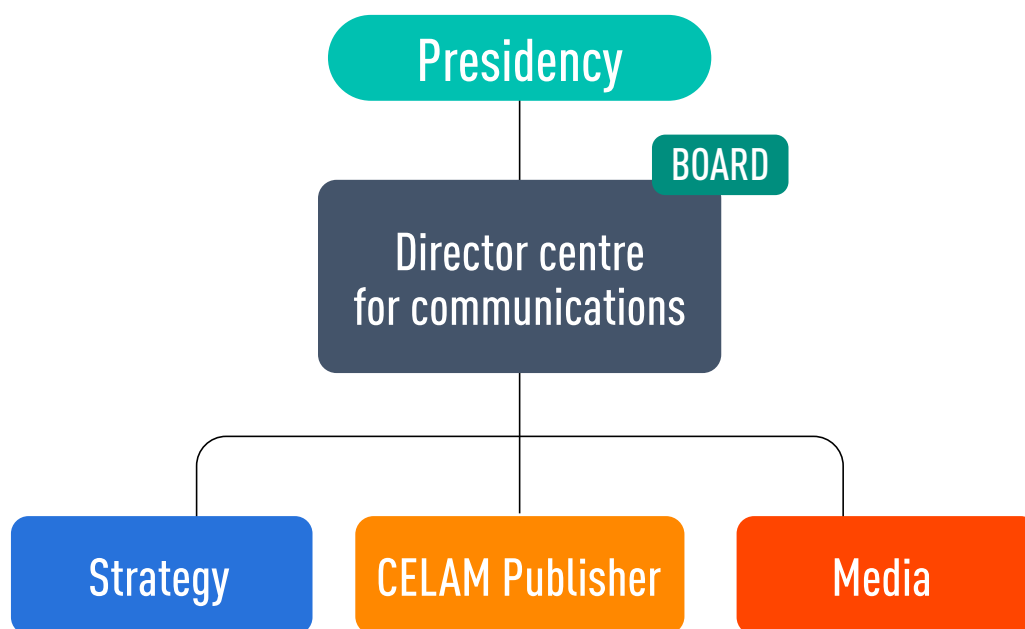 Presidency
BOARD
Director centre
for communications
Strategy
CELAM Publisher
Media